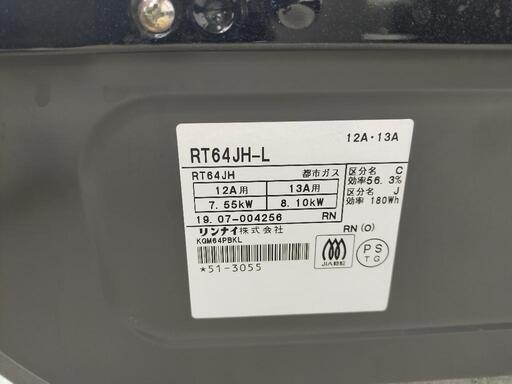 12A・13A
RT64JH-L
RT64JH 都市ガス
12A用 13A用
7.55kW 8.10kW
19.07-004256 RN
区分名 C
効率56.3%
区分名 J
効率 180Wh
リンナイ株式会社 RN (O)
KGM64PBKL
*51-3055
JIA認証
PS
TG